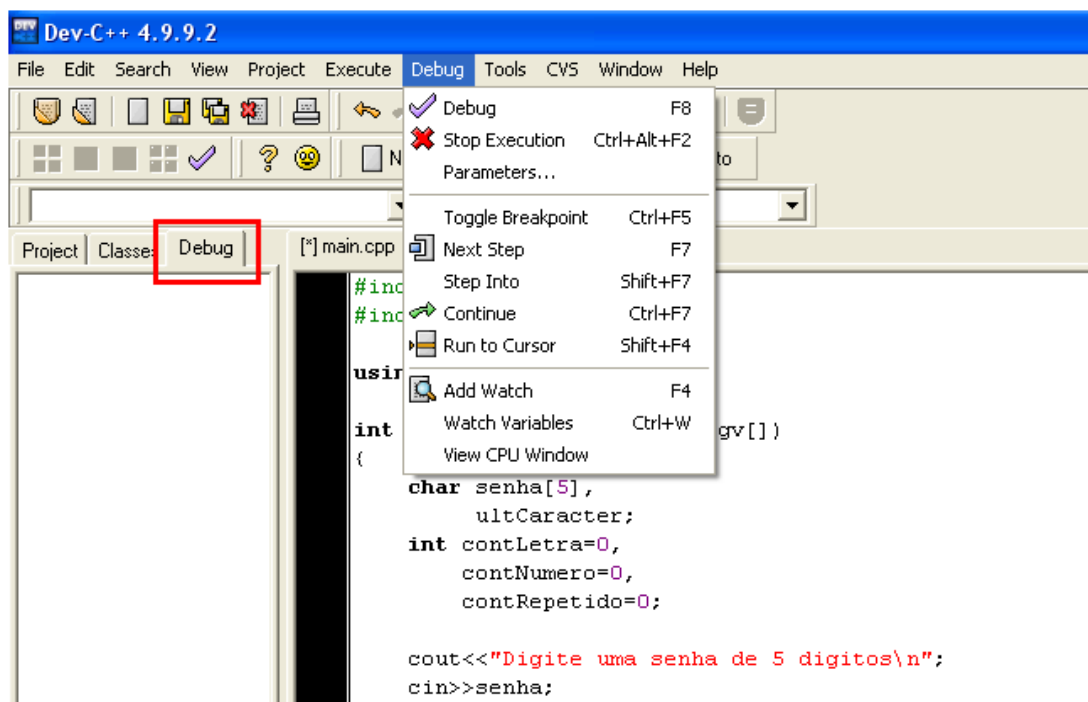 DEV Dev-C++ 4.9.9.2
File Edit Search View Project Execute Debug Tools CVS Window Help
Debug F8
Stop Execution Ctrl+Alt+F2
N to
Parameters...
Toggle Breakpoint Ctrl+F5
Project Classe Debug [*] main.cpp Next Step F7
#inc Step Into Shift+F7
#inc Continue Ctrl+F7
Run to Cursor Shift+F4
usin
Add Watch F4
int Watch Variables Ctrl+W gv[])
{ View CPU Window
char senha[5],
ultCaracter;
int contLetra=0,
contNumero=0,
contRepetido=0;
cout<<"Digite uma senha de 5 digitos\n";
cin>>senha;